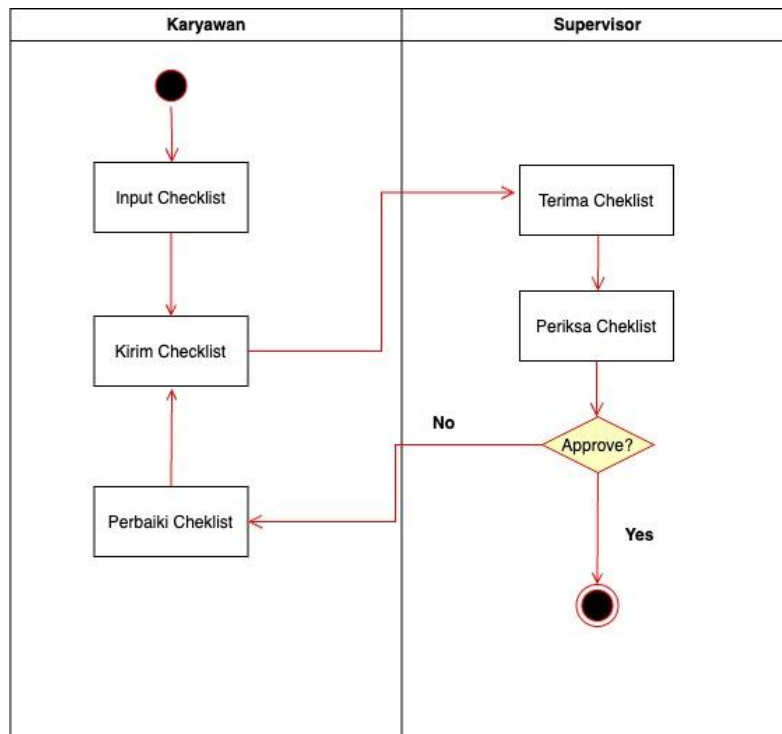 Karyawan
Supervisor
Input Checklist
Terima Cheklist
Kirim Checklist
Periksa Cheklist
No
Approve?
Perbaiki Cheklist
Yes